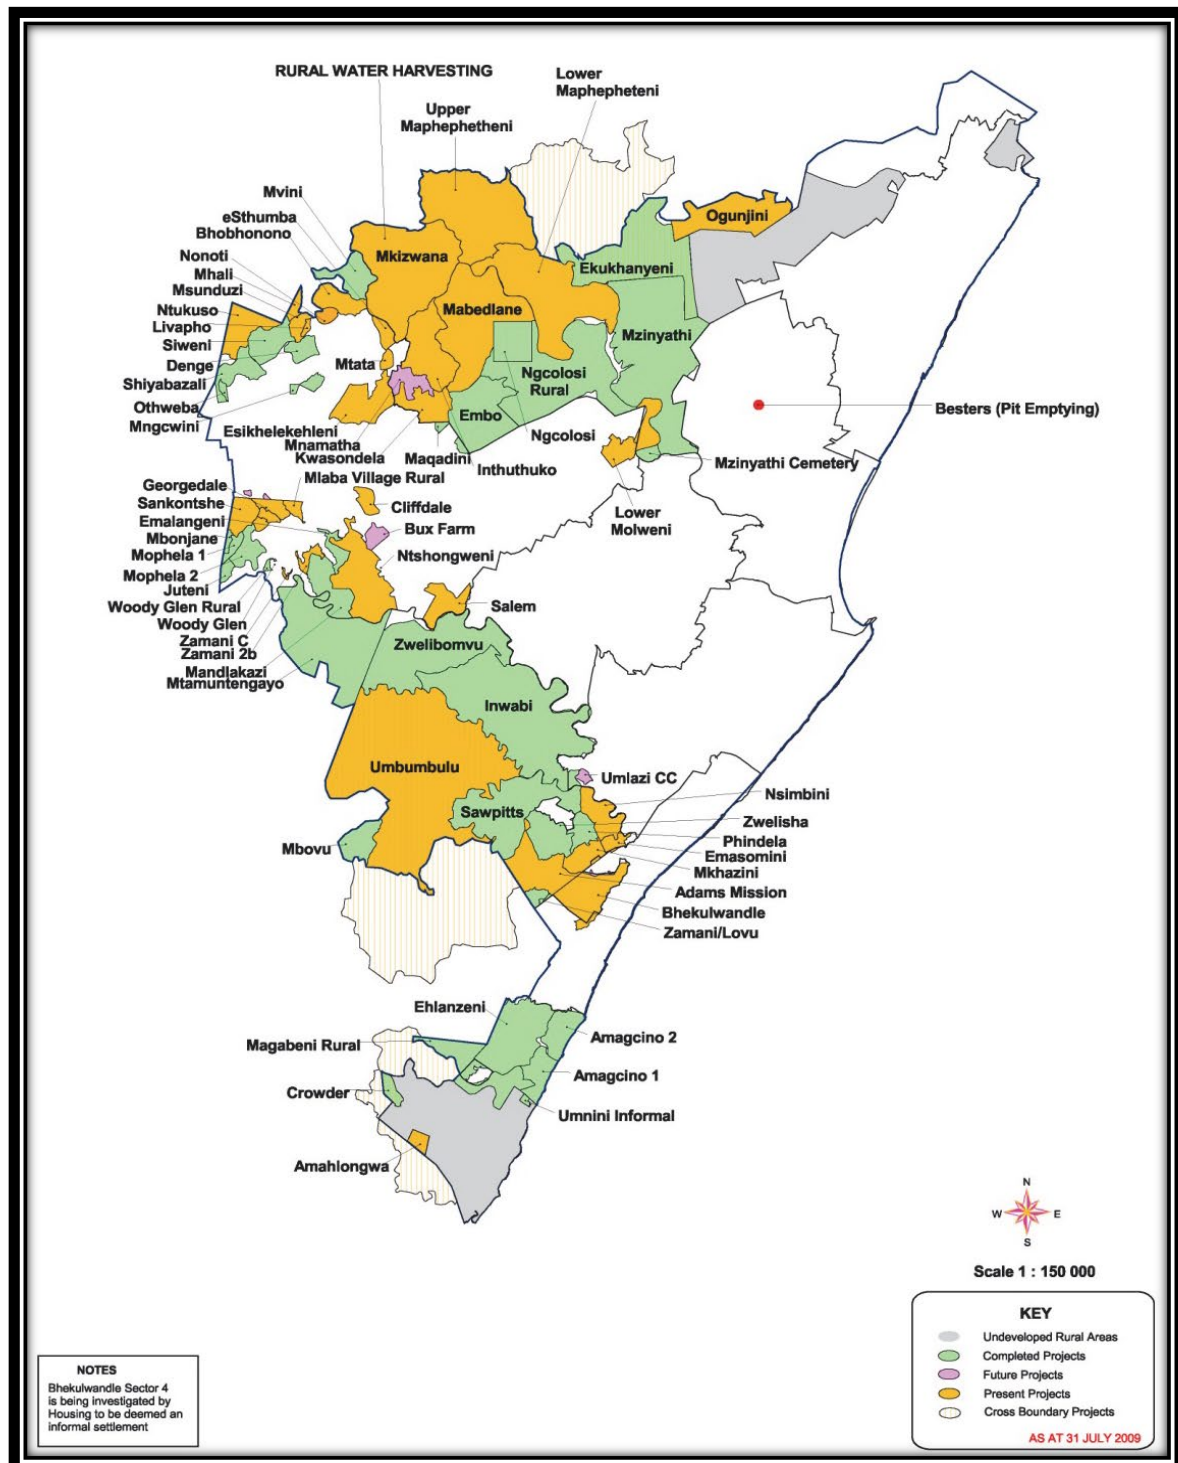 RURAL WATER HARVESTING
Lower
Maphepheteni
Upper
Maphephetheni
Mvini
eSthumba
Bhobhonono
Nonoti
Mhali
Msunduzi
Ntukuso
Livapho
Siweni
Denge
Shiyabazali
Othweba
Mngcwini
Mkizwana
Ogunjini
Ekukhanyeni
Mabedlane
Mzinyathi
Mtata
Ngcolosi
Rural
Embo
Besters (Pit Emptying)
Esikhelekehleni
Mnamatha
Kwasondela
Maqadini
Inthuthuko
Ngcolosi
Mzinyathi Cemetery
Lower
Molweni
Mlaba Village Rural
Georgedale
Sankontshe
Emalangeni
Mbonjane
Mophela 1
Mophela 2
Juteni
Woody Glen Rural
Woody Glen
Zamani C
Zamani 2b
Mandlakazi
Mtamuntengayo
Cliffdale
Bux Farm
Ntshongweni
Salem
Zwelibomvu
Inwabi
Umbumbulu
Umlazi CC
Sawpitts
Nsimbini
Zwelisha
Phindela
Emasomini
Mkhazini
Adams Mission
Bhekulwandle
Zamani/Lovu
Mbovu
Ehlanzeni
Magabeni Rural
Amagcino 2
Amagcino 1
Crowder
Umnini Informal
Amahlongwa
N
W E
S
Scale 1 : 150 000
KEY
Undeveloped Rural Areas
Completed Projects
Future Projects
Present Projects
Cross Boundary Projects
AS AT 31 JULY 2009
NOTES
Bhekulwandle Sector 4
is being investigated by
Housing to be deemed an
informal settlement